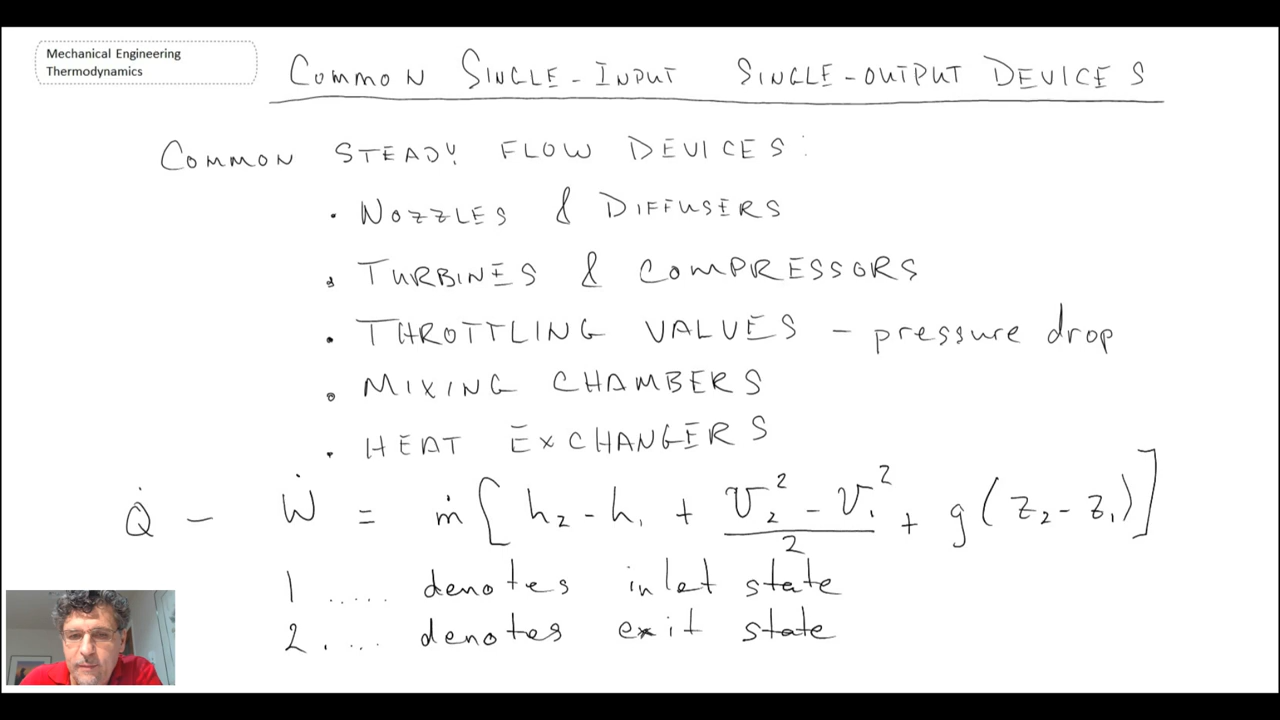 Mechanical Engineering
Thermodynamics
COMMON SINGLE-INPUT SINGLE-OUTPUT DEVICES
COMMON STEADY FLOW DEVICES:
· NOZZLES & DIFFUSERS
· TURBINES & COMPRESSORS
· THROTTLING VALVES – pressure drop
· MIXING CHAMBERS
· HEAT EXCHANGERS
Q̇ – Ẇ = ṁ [ h₂ - h₁ + (V₂² - V₁²)/2 + g ( z₂ - z₁ ) ]
1 ..... denotes inlet state
2 .... denotes exit state